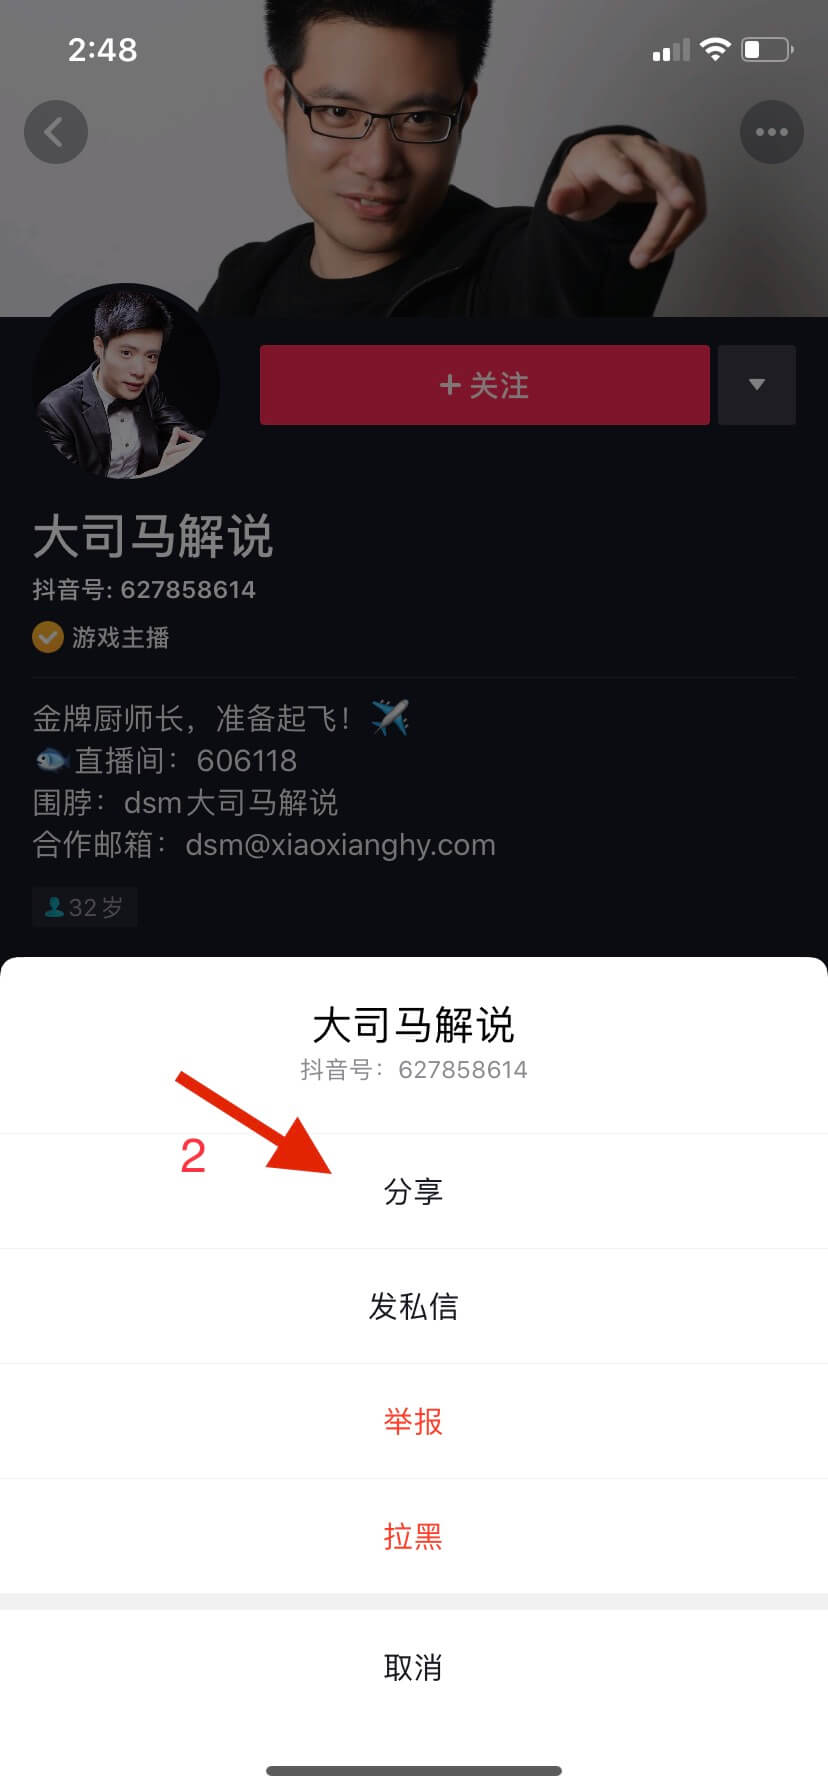 2:48
+ 关注
大司马解说
抖音号: 627858614
游戏主播
金牌厨师长，准备起飞！✈️
🐟直播间：606118
围脖：dsm大司马解说
合作邮箱：dsm@xiaoxianghy.com
32岁
大司马解说
抖音号：627858614
2
分享
发私信
举报
拉黑
取消